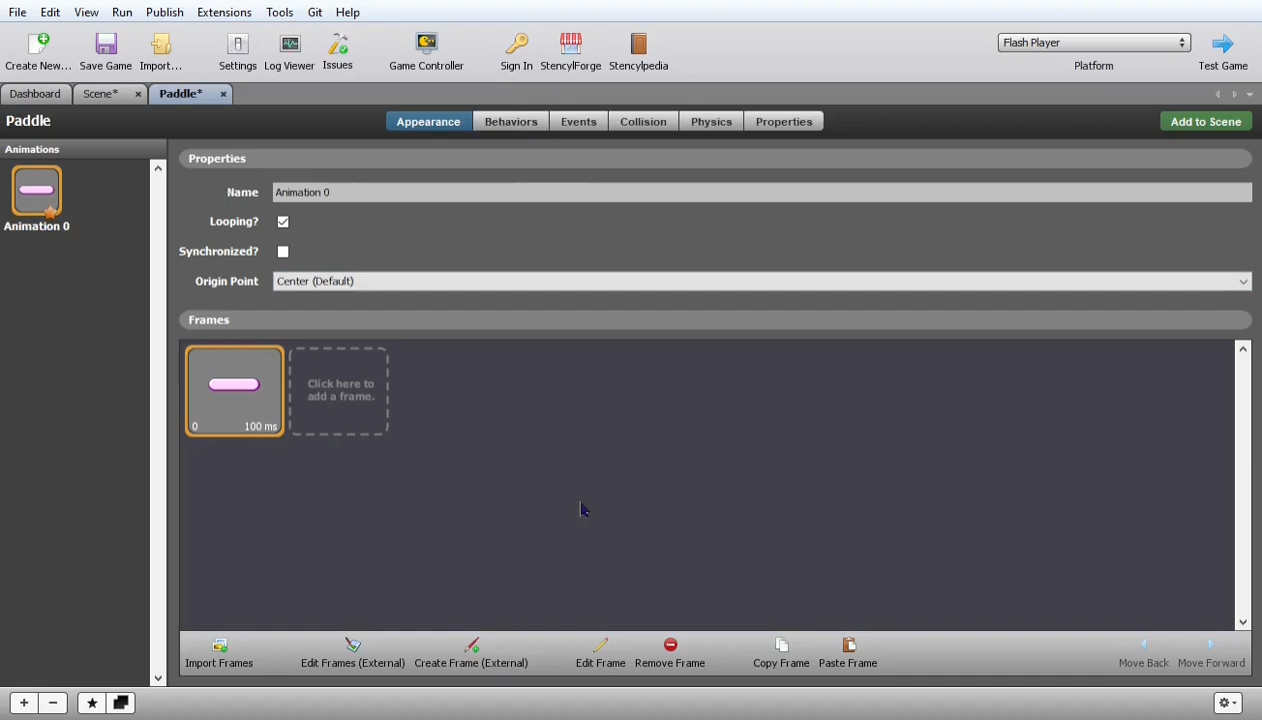 File Edit View Run Publish Extensions Tools Git Help
Create New... Save Game Import... Settings Log Viewer Issues Game Controller Sign In StencylForge Stencylpedia Flash Player Platform Test Game
Dashboard Scene* Paddle*
Paddle Appearance Behaviors Events Collision Physics Properties Add to Scene
Animations
Animation 0
Properties
Name Animation 0
Looping?
Synchronized?
Origin Point Center (Default)
Frames
0 100 ms
Click here to
add a frame.
Import Frames Edit Frames (External) Create Frame (External) Edit Frame Remove Frame Copy Frame Paste Frame Move Back Move Forward